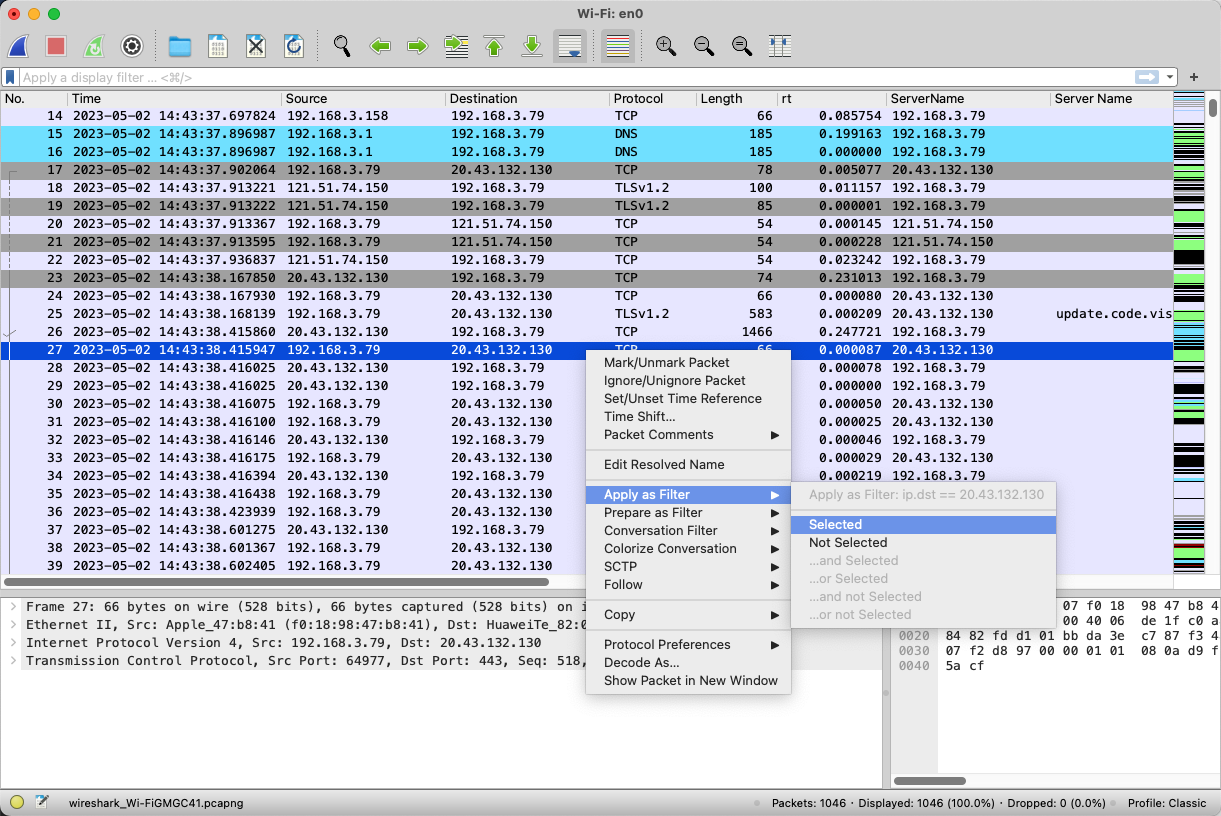 Wi-Fi: en0
Apply a display filter ... <⌘/>
No. Time Source Destination Protocol Length rt ServerName Server Name
14 2023-05-02 14:43:37.697824 192.168.3.158 192.168.3.79 TCP 66 0.085754 192.168.3.79
15 2023-05-02 14:43:37.896987 192.168.3.1 192.168.3.79 DNS 185 0.199163 192.168.3.79
16 2023-05-02 14:43:37.896987 192.168.3.1 192.168.3.79 DNS 185 0.000000 192.168.3.79
17 2023-05-02 14:43:37.902064 192.168.3.79 20.43.132.130 TCP 78 0.005077 20.43.132.130
18 2023-05-02 14:43:37.913221 121.51.74.150 192.168.3.79 TLSv1.2 100 0.011157 192.168.3.79
19 2023-05-02 14:43:37.913222 121.51.74.150 192.168.3.79 TLSv1.2 85 0.000001 192.168.3.79
20 2023-05-02 14:43:37.913367 192.168.3.79 121.51.74.150 TCP 54 0.000145 121.51.74.150
21 2023-05-02 14:43:37.913595 192.168.3.79 121.51.74.150 TCP 54 0.000228 121.51.74.150
22 2023-05-02 14:43:37.936837 121.51.74.150 192.168.3.79 TCP 54 0.023242 192.168.3.79
23 2023-05-02 14:43:38.167850 20.43.132.130 192.168.3.79 TCP 74 0.231013 192.168.3.79
24 2023-05-02 14:43:38.167930 192.168.3.79 20.43.132.130 TCP 66 0.000080 20.43.132.130
25 2023-05-02 14:43:38.168139 192.168.3.79 20.43.132.130 TLSv1.2 583 0.000209 20.43.132.130 update.code.vis
26 2023-05-02 14:43:38.415860 20.43.132.130 192.168.3.79 TCP 1466 0.247721 192.168.3.79
27 2023-05-02 14:43:38.415947 192.168.3.79 20.43.132.130 TCP 66 0.000087 20.43.132.130
28 2023-05-02 14:43:38.416025 20.43.132.130 192.168.3.79 0.000078 192.168.3.79
29 2023-05-02 14:43:38.416025 20.43.132.130 192.168.3.79 0.000000 192.168.3.79
30 2023-05-02 14:43:38.416075 192.168.3.79 20.43.132.130 0.000050 20.43.132.130
31 2023-05-02 14:43:38.416100 192.168.3.79 20.43.132.130 0.000025 20.43.132.130
32 2023-05-02 14:43:38.416146 20.43.132.130 192.168.3.79 0.000046 192.168.3.79
33 2023-05-02 14:43:38.416175 192.168.3.79 20.43.132.130 0.000029 20.43.132.130
34 2023-05-02 14:43:38.416394 20.43.132.130 192.168.3.79 0.000219 192.168.3.79
35 2023-05-02 14:43:38.416438 192.168.3.79 20.43.132.130
36 2023-05-02 14:43:38.423939 192.168.3.79 20.43.132.130
37 2023-05-02 14:43:38.601275 20.43.132.130 192.168.3.79
38 2023-05-02 14:43:38.601367 192.168.3.79 20.43.132.130
39 2023-05-02 14:43:38.602405 192.168.3.79 20.43.132.130
Mark/Unmark Packet
Ignore/Unignore Packet
Set/Unset Time Reference
Time Shift...
Packet Comments
Edit Resolved Name
Apply as Filter
Prepare as Filter
Conversation Filter
Colorize Conversation
SCTP
Follow
Copy
Protocol Preferences
Decode As...
Show Packet in New Window
Apply as Filter: ip.dst == 20.43.132.130
Selected
Not Selected
...and Selected
...or Selected
...and not Selected
...or not Selected
Frame 27: 66 bytes on wire (528 bits), 66 bytes captured (528 bits) on i
Ethernet II, Src: Apple_47:b8:41 (f0:18:98:47:b8:41), Dst: HuaweiTe_82:0
Internet Protocol Version 4, Src: 192.168.3.79, Dst: 20.43.132.130
Transmission Control Protocol, Src Port: 64977, Dst Port: 443, Seq: 518,
07 f0 18 98 47 b8 4
00 40 06 de 1f c0 a
0020 84 82 fd d1 01 bb da 3e c7 87 f3 4
0030 07 f2 d8 97 00 00 01 01 08 0a d9 f
0040 5a cf
wireshark_Wi-FiGMGC41.pcapng
Packets: 1046 · Displayed: 1046 (100.0%) · Dropped: 0 (0.0%)
Profile: Classic